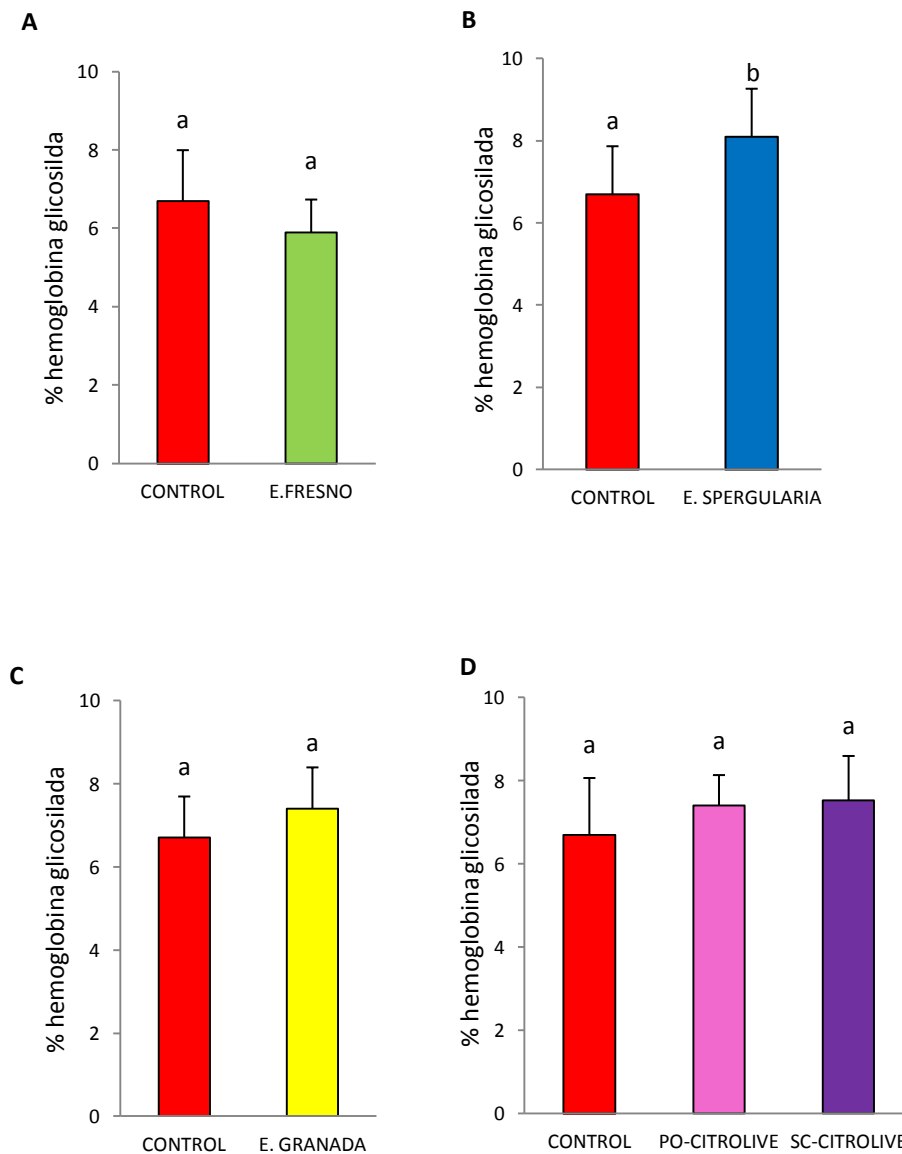 A
% hemoglobina glicosilda
10
8
6
4
2
0
a
a
CONTROL
E.FRESNO
B
% hemoglobina glicosilada
10
8
6
4
2
0
a
b
CONTROL
E. SPERGULARIA
C
% hemoglobina glicosilada
10
8
6
4
2
0
a
a
CONTROL
E. GRANADA
D
% hemoglobina glicosilada
10
8
6
4
2
0
a
a
a
CONTROL
PO-CITROLIVE
SC-CITROLIVE